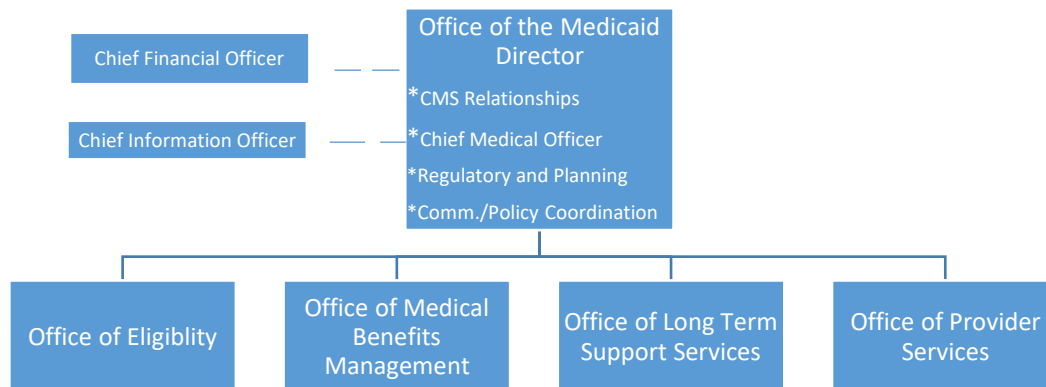 Office of the Medicaid
Director
Chief Financial Officer
*CMS Relationships
Chief Information Officer
*Chief Medical Officer
*Regulatory and Planning
*Comm./Policy Coordination
Office of Eligiblity
Office of Medical
Benefits
Management
Office of Long Term
Support Services
Office of Provider
Services